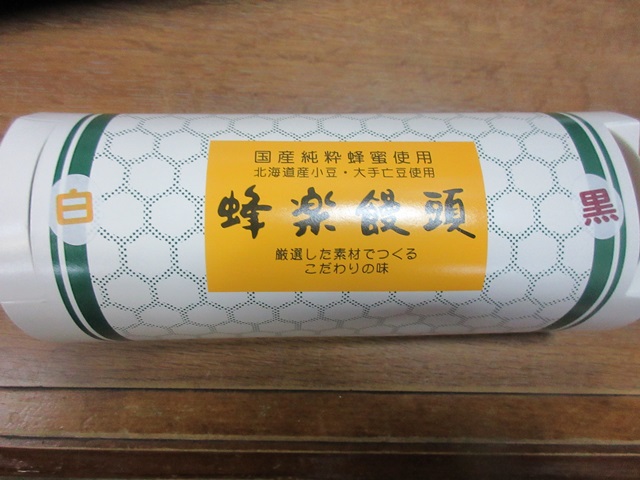 国産純粋蜂蜜使用
北海道産小豆・大手亡豆使用
蜂楽饅頭
厳選した素材でつくる
こだわりの味
白
黒